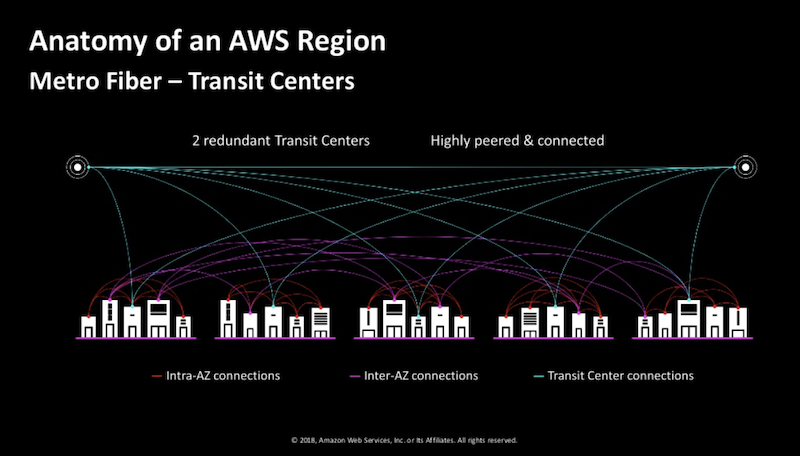 Anatomy of an AWS Region
Metro Fiber – Transit Centers
2 redundant Transit Centers
Highly peered & connected
Intra-AZ connections
Inter-AZ connections
Transit Center connections
© 2018, Amazon Web Services, Inc. or Its Affiliates. All rights reserved.